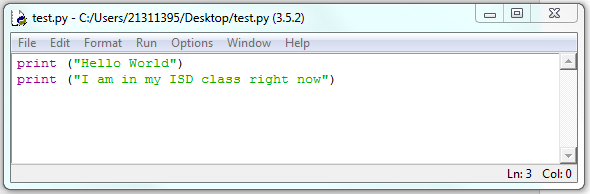 test.py - C:/Users/21311395/Desktop/test.py (3.5.2)
File Edit Format Run Options Window Help
print ("Hello World")
print ("I am in my ISD class right now")
Ln: 3 Col: 0